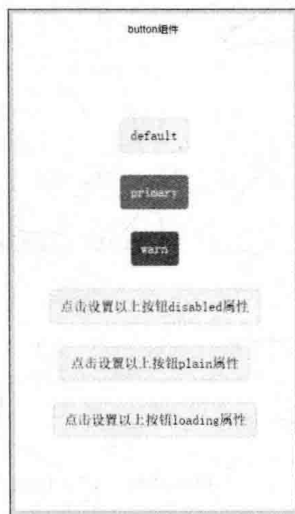 button组件
default
primary
warn
点击设置以上按钮disabled属性
点击设置以上按钮plain属性
点击设置以上按钮loading属性